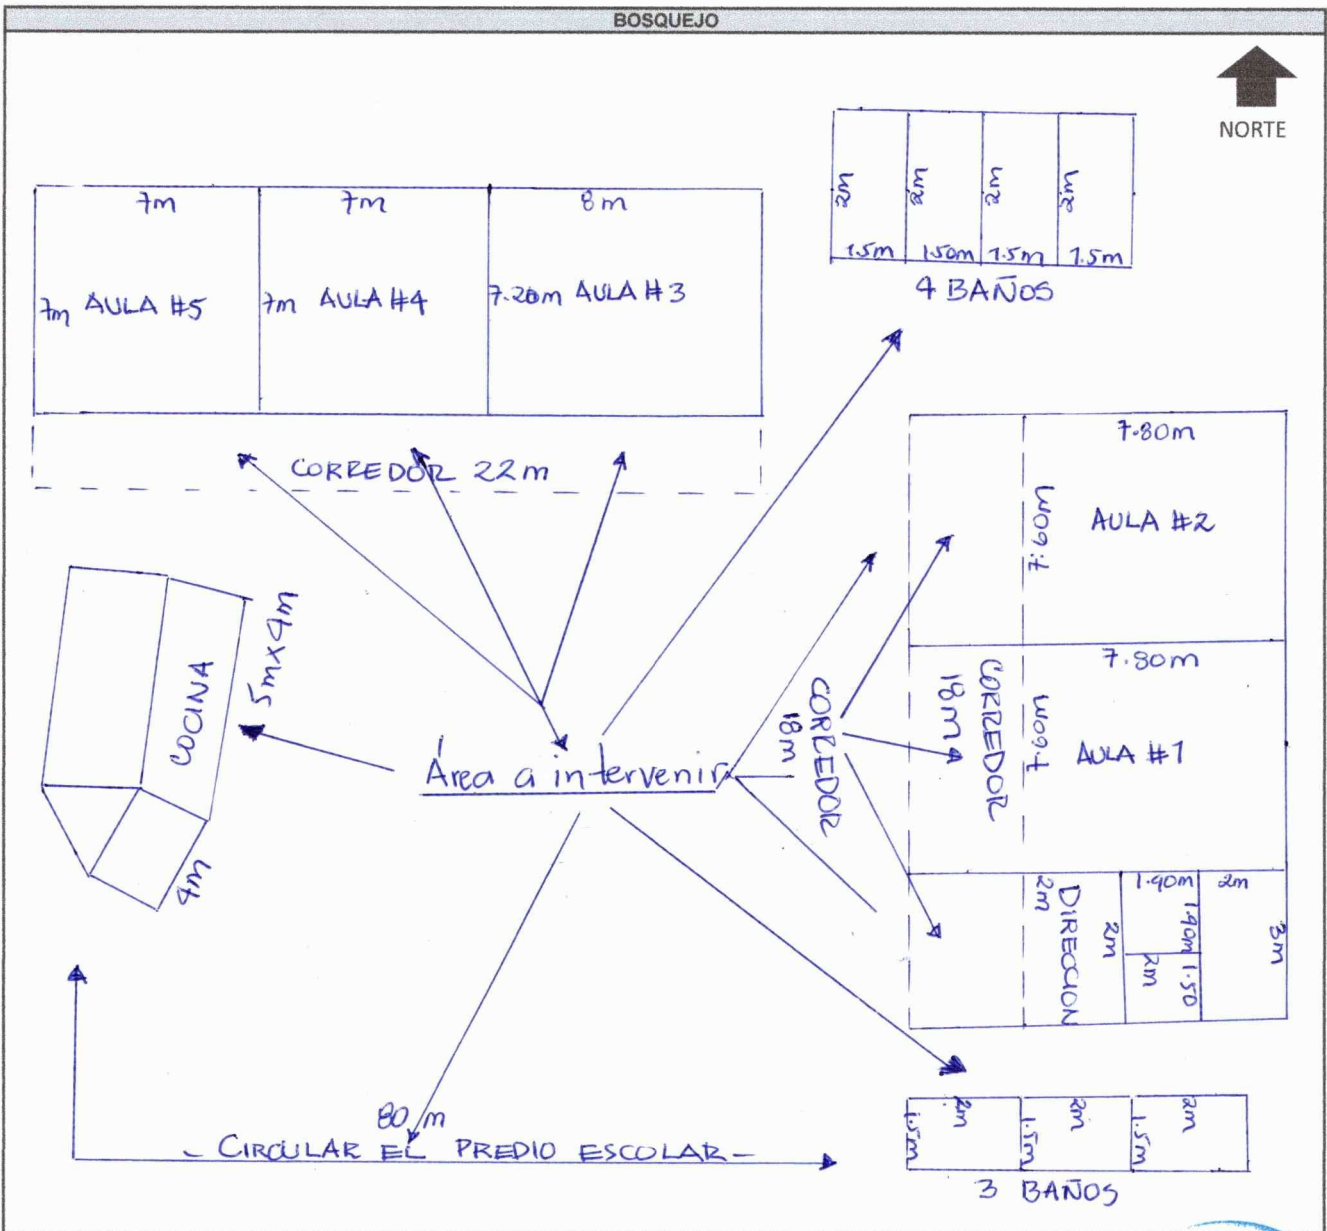 BOSQUEJO
NORTE
2m 2m 2m 2m
1.5m 1.50m 1.5m 1.5m
4 BAÑOS
7m 7m 8m
7m AULA #5 7m AULA #4 7.20m AULA #3
CORREDOR 22m
7.80m
7.60m
AULA #2
COCINA
5m x 4m
4m
Área a intervenir
CORREDOR
18m
CORREDOR
18m
7.80m
7.60m
AULA #1
2m
DIRECCION
2m
1.90m
1.90m
2m
1.50
2m
3m
80 m
- CIRCULAR EL PREDIO ESCOLAR -
2m 2m 2m
1.5m 1.5m 1.5m
3 BAÑOS